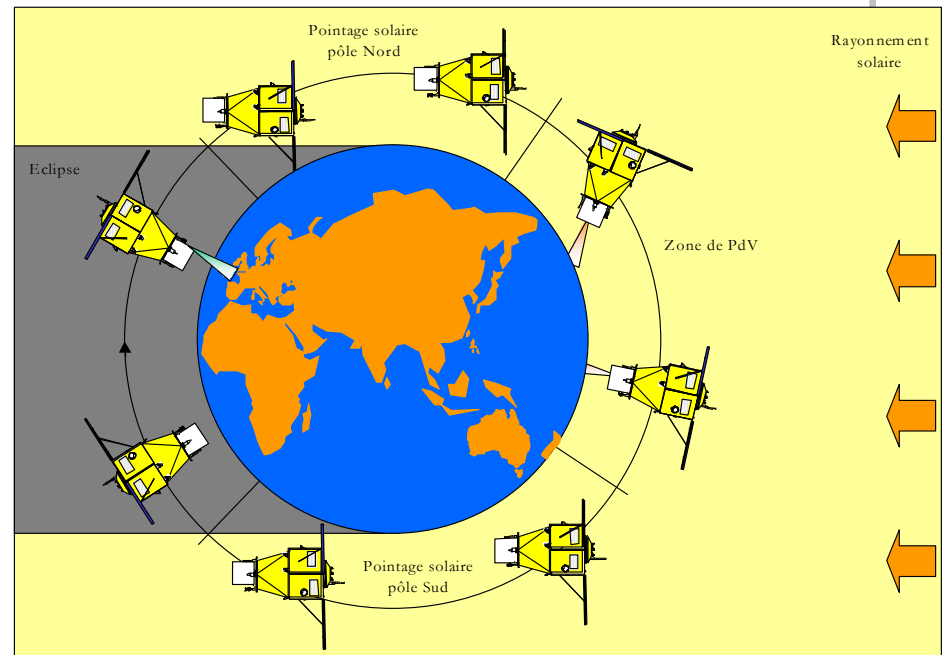 Pointage solaire
pôle Nord
Rayonnement
solaire
Eclipse
Zone de PdV
Pointage solaire
pôle Sud